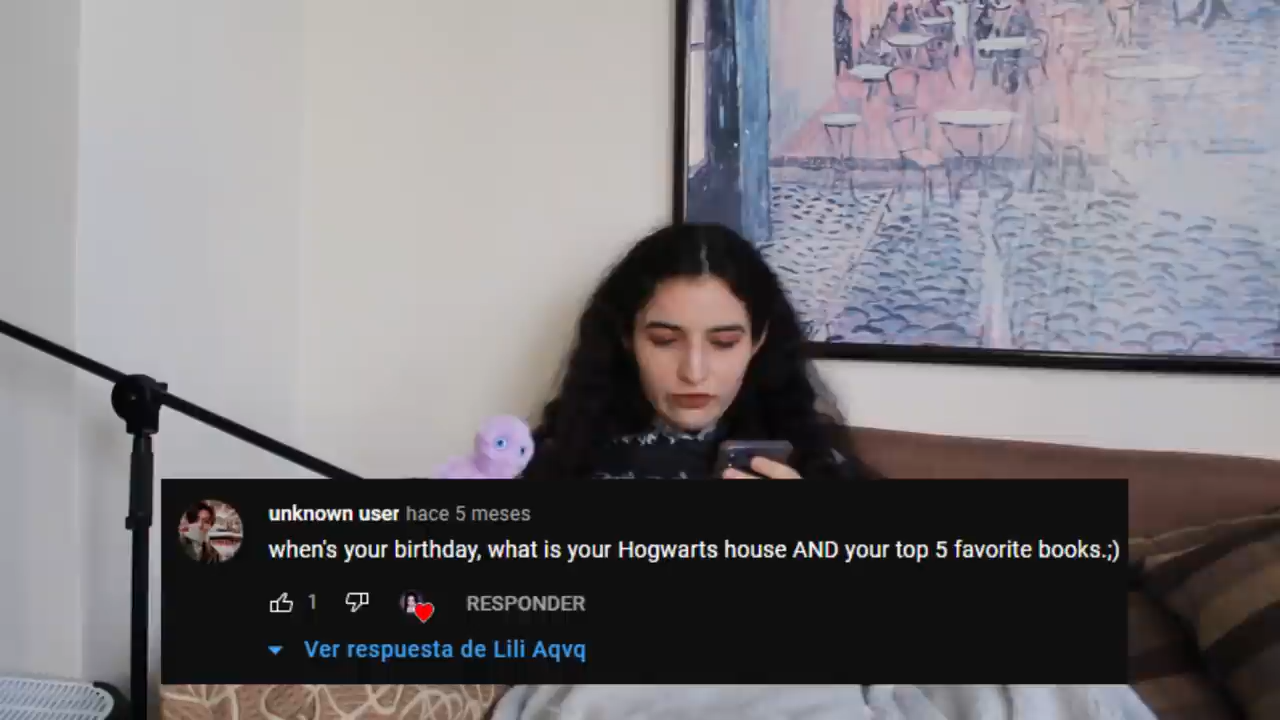 unknown user hace 5 meses
when's your birthday, what is your Hogwarts house AND your top 5 favorite books.;)
1 RESPONDER
Ver respuesta de Lili Aqvq